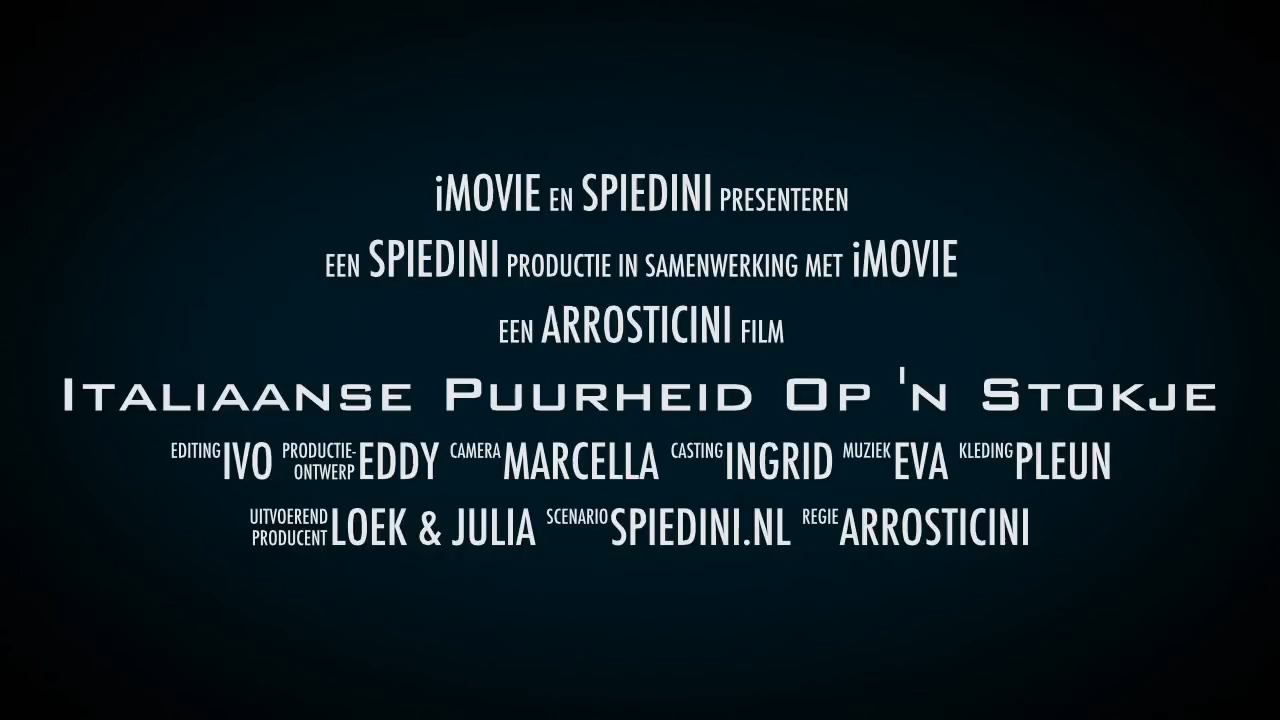 iMOVIE EN SPIEDINI PRESENTEREN
EEN SPIEDINI PRODUCTIE IN SAMENWERKING MET iMOVIE
EEN ARROSTICINI FILM
ITALIAANSE PUURHEID OP 'N STOKJE
EDITING IVO PRODUCTIE-ONTWERP EDDY CAMERA MARCELLA CASTING INGRID MUZIEK EVA KLEDING PLEUN
UITVOEREND PRODUCENT LOEK & JULIA SCENARIO SPIEDINI.NL REGIE ARROSTICINI